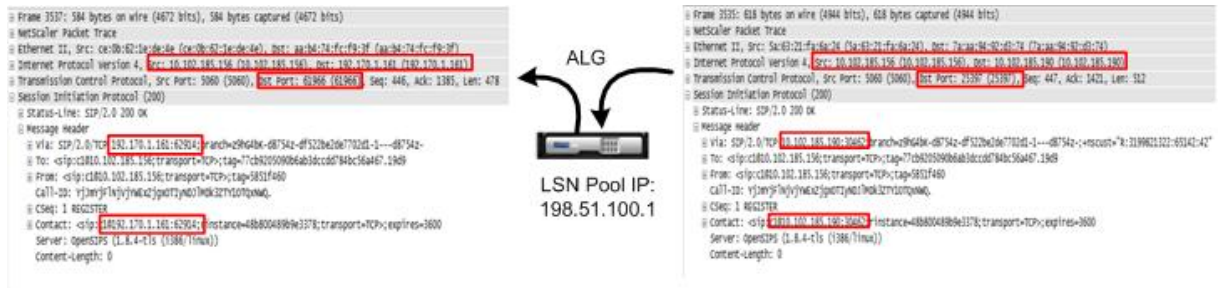 Frame 3537: 584 bytes on wire (4672 bits), 584 bytes captured (4672 bits)
NetScaler Packet Trace
Ethernet II, Src: ce:0b:62:1e:de:4e (ce:0b:62:1e:de:4e), Dst: aa:b4:74:fc:f9:3f (aa:b4:74:fc:f9:3f)
Internet Protocol Version 4, Src: 10.102.185.156 (10.102.185.156), Dst: 192.170.1.161 (192.170.1.161)
Transmission Control Protocol, Src Port: 5060 (5060), Dst Port: 61966 (61966), Seq: 446, Ack: 1385, Len: 478
Session Initiation Protocol (200)
Status-Line: SIP/2.0 200 OK
Message Header
Via: SIP/2.0/TCP 192.170.1.161:62914;branch=z9hG4bK-d8754z-df522be2de7702d1-1---d8754z-
To: <sip:c1@10.102.185.156;transport=TCP>;tag=77cb9205090b6ab3dccdd784bc56a467.19d9
From: <sip:c1@10.102.185.156;transport=TCP>;tag=5851f460
Call-ID:
CSeq: 1 REGISTER
Contact: <sip:c1@192.170.1.161:62914;rinstance=48b800489b9e3378;transport=TCP>;expires=3600
Server: OpenSIPS (1.8.4-tls (i386/linux))
Content-Length: 0
ALG
LSN Pool IP:
198.51.100.1
Frame 3535: 618 bytes on wire (4944 bits), 618 bytes captured (4944 bits)
NetScaler Packet Trace
Ethernet II, Src: 5a:63:21:fa:6a:24 (5a:63:21:fa:6a:24), Dst: 7a:aa:94:92:d3:74 (7a:aa:94:92:d3:74)
Internet Protocol Version 4, Src: 10.102.185.156 (10.102.185.156), Dst: 10.102.185.190 (10.102.185.190)
Transmission Control Protocol, Src Port: 5060 (5060), Dst Port: 25397 (25397), Seq: 447, Ack: 1421, Len: 512
Session Initiation Protocol (200)
Status-Line: SIP/2.0 200 OK
Message Header
Via: SIP/2.0/TCP 10.102.185.190:30462;branch=z9hG4bK-d8754z-df522be2de7702d1-1---d8754z-;nscust="R:3199821322:65142:42"
To: <sip:c1@10.102.185.156;transport=TCP>;tag=77cb9205090b6ab3dccdd784bc56a467.19d9
From: <sip:c1@10.102.185.156;transport=TCP>;tag=5851f460
Call-ID:
CSeq: 1 REGISTER
Contact: <sip:c1@10.102.185.190:30462;rinstance=48b800489b9e3378;transport=TCP>;expires=3600
Server: OpenSIPS (1.8.4-tls (i386/linux))
Content-Length: 0